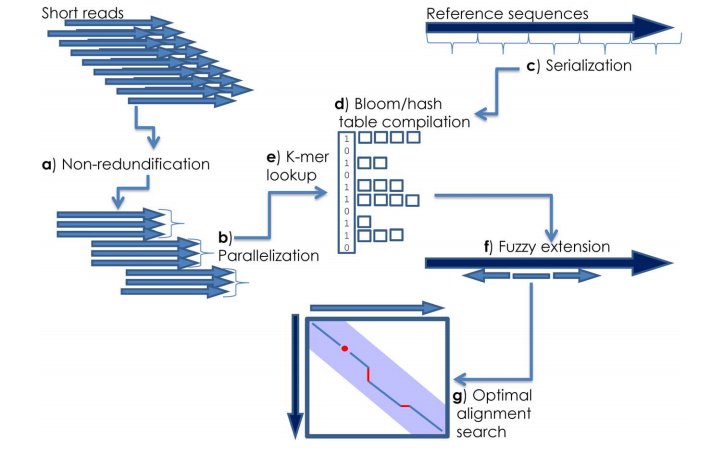 Short reads
Reference sequences
c) Serialization
d) Bloom/hash
table compilation
a) Non-redundification
e) K-mer
lookup
1
0
1
0
1
1
0
1
1
0
b)
Parallelization
f) Fuzzy extension
g) Optimal
alignment
search